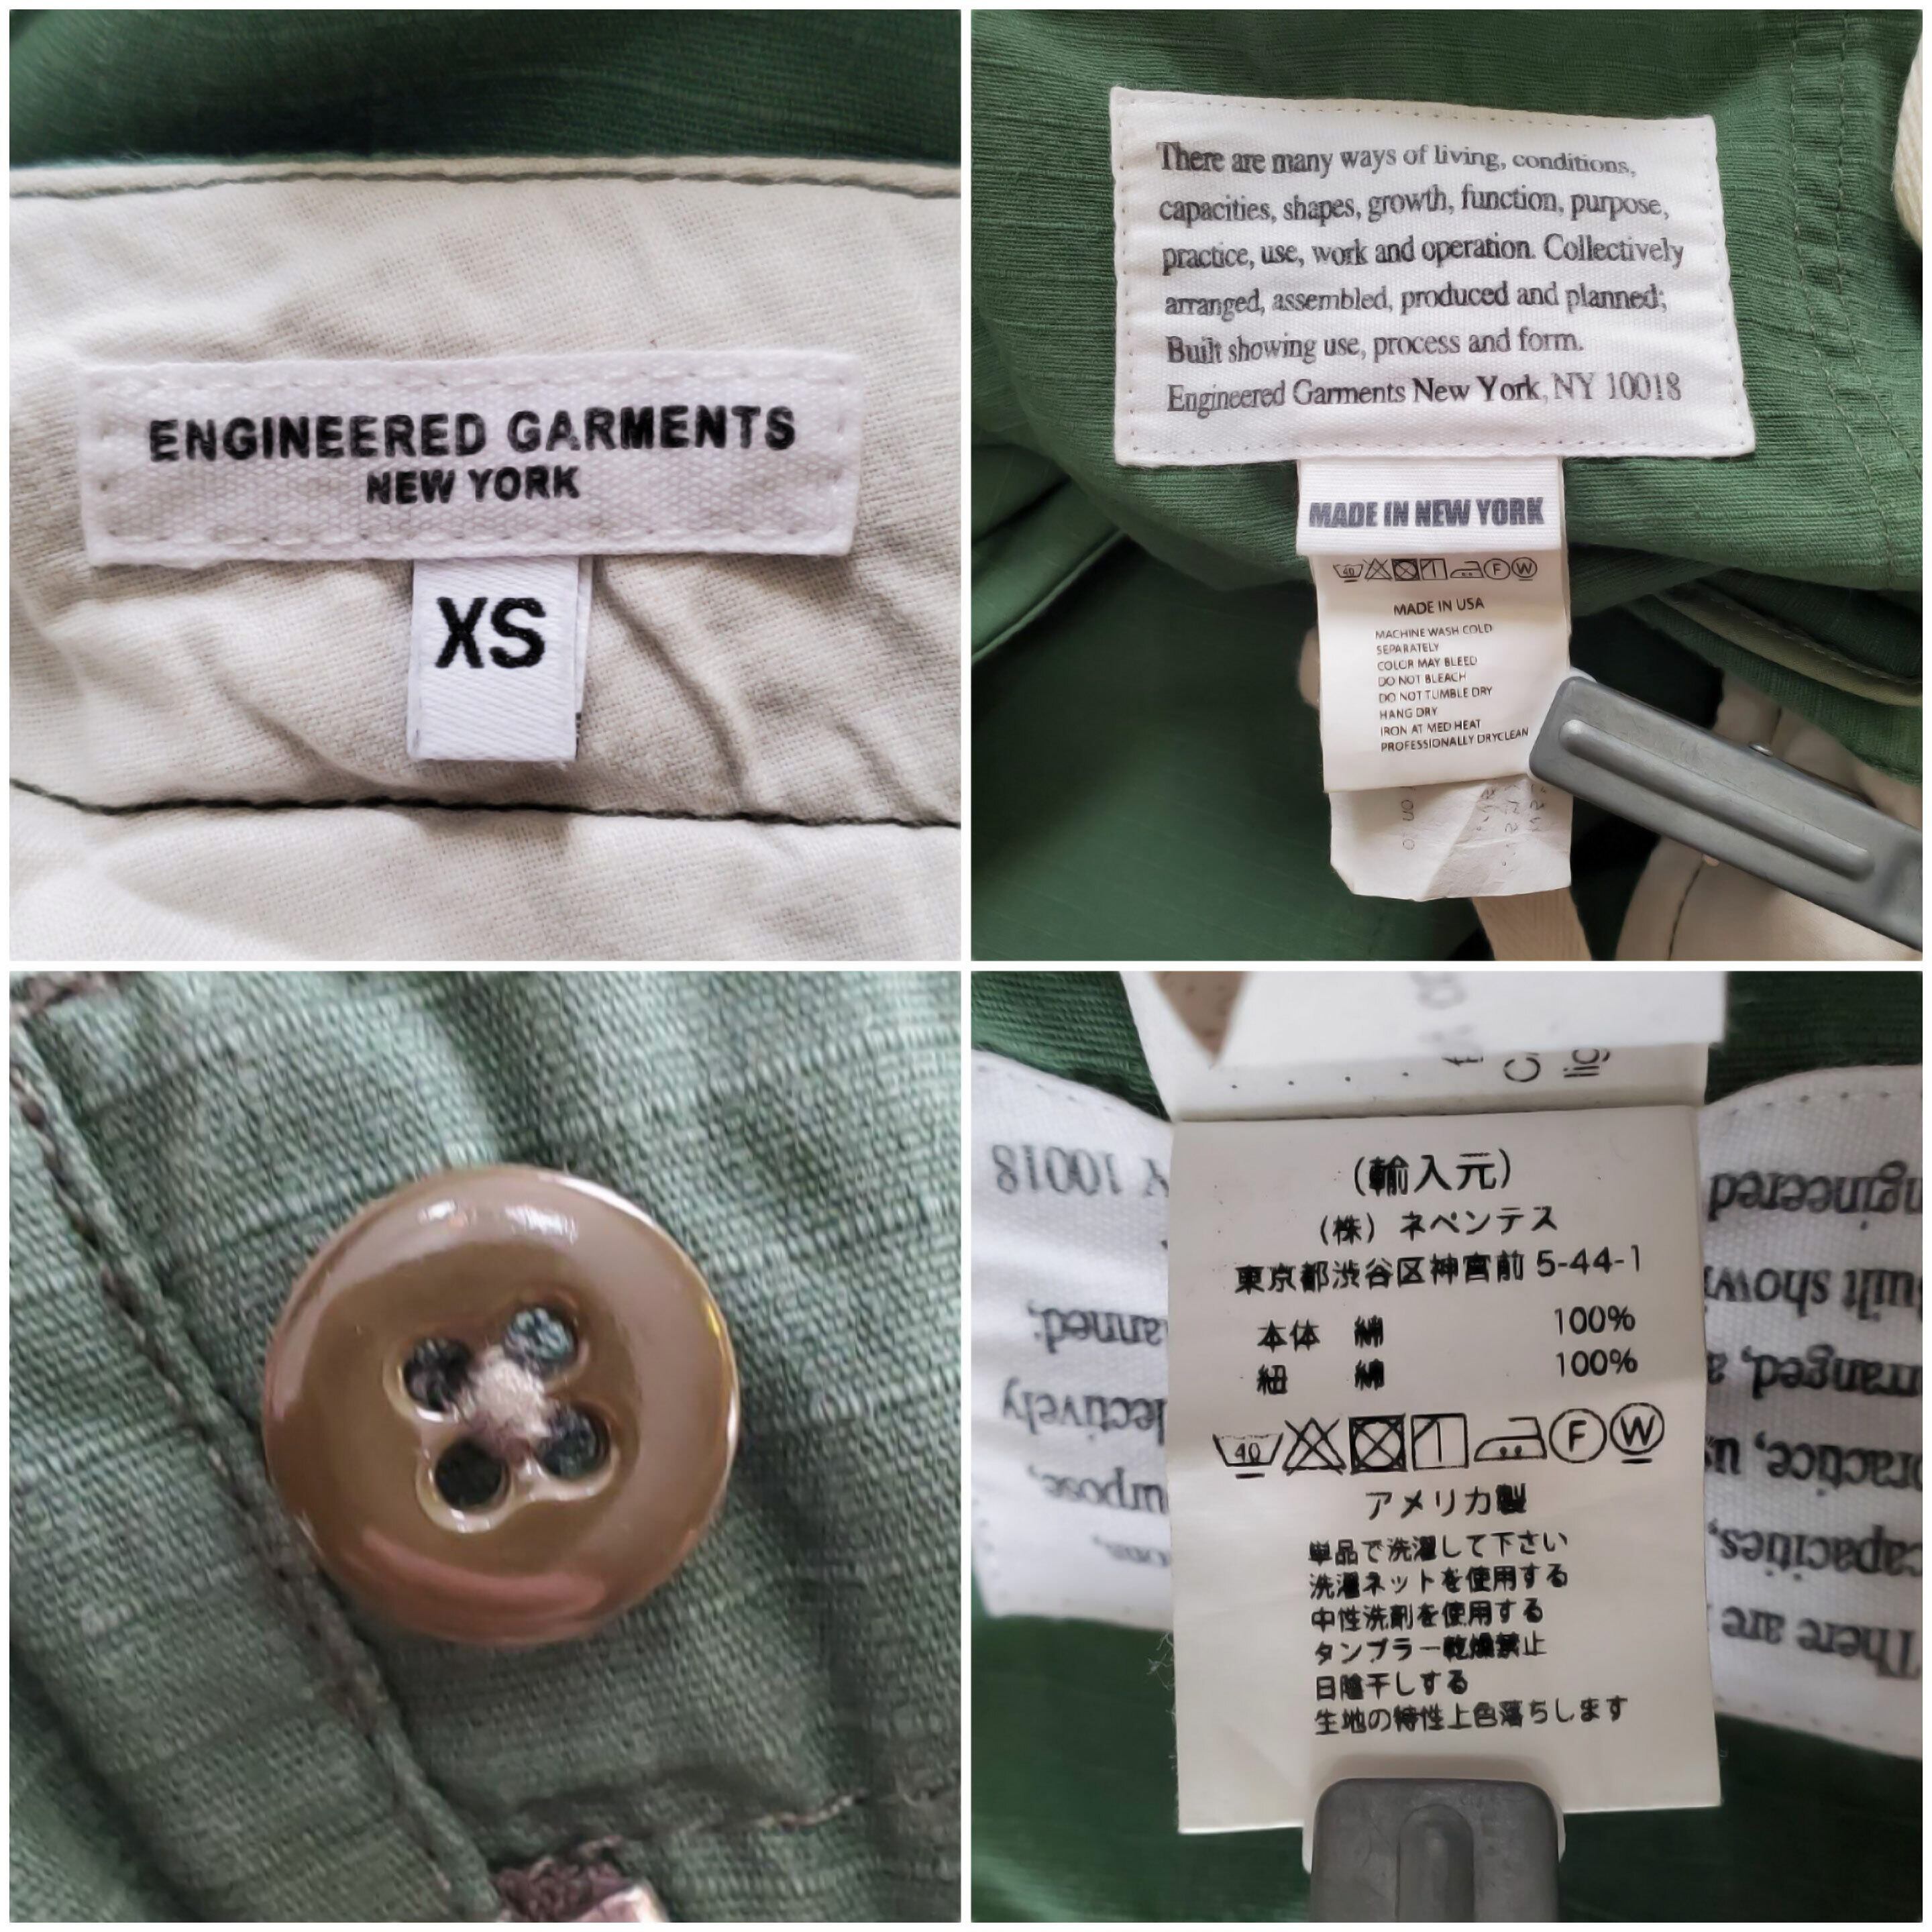 ENGINEERED GARMENTS
NEW YORK
XS
There are many ways of living, conditions,
capacities, shapes, growth, function, purpose,
practice, use, work and operation. Collectively
arranged, assembled, produced and planned;
Built showing use, process and form.
Engineered Garments New York, NY 10018
MADE IN NEW YORK
40 F W
MADE IN USA
MACHINE WASH COLD
SEPARATELY
COLOR MAY BLEED
DO NOT BLEACH
DO NOT TUMBLE DRY
HANG DRY
IRON AT MED HEAT
PROFESSIONALLY DRYCLEAN
(輸入元)
(株) ネペンテス
東京都渋谷区神宮前 5-44-1
本体 綿 100%
紐 綿 100%
40 F W
アメリカ製
単品で洗濯して下さい
洗濯ネットを使用する
中性洗剤を使用する
タンブラー乾燥禁止
日陰干しする
生地の特性上色落ちします